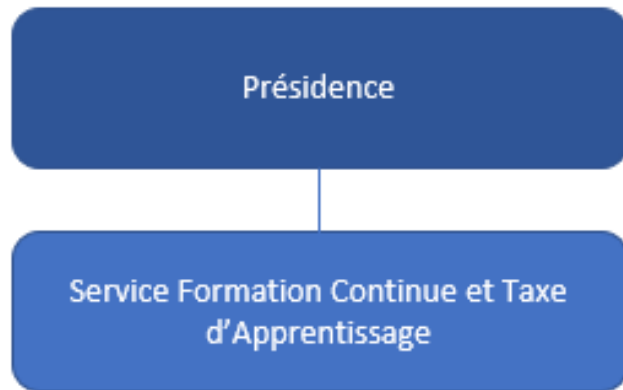 Présidence
Service Formation Continue et Taxe
d'Apprentissage